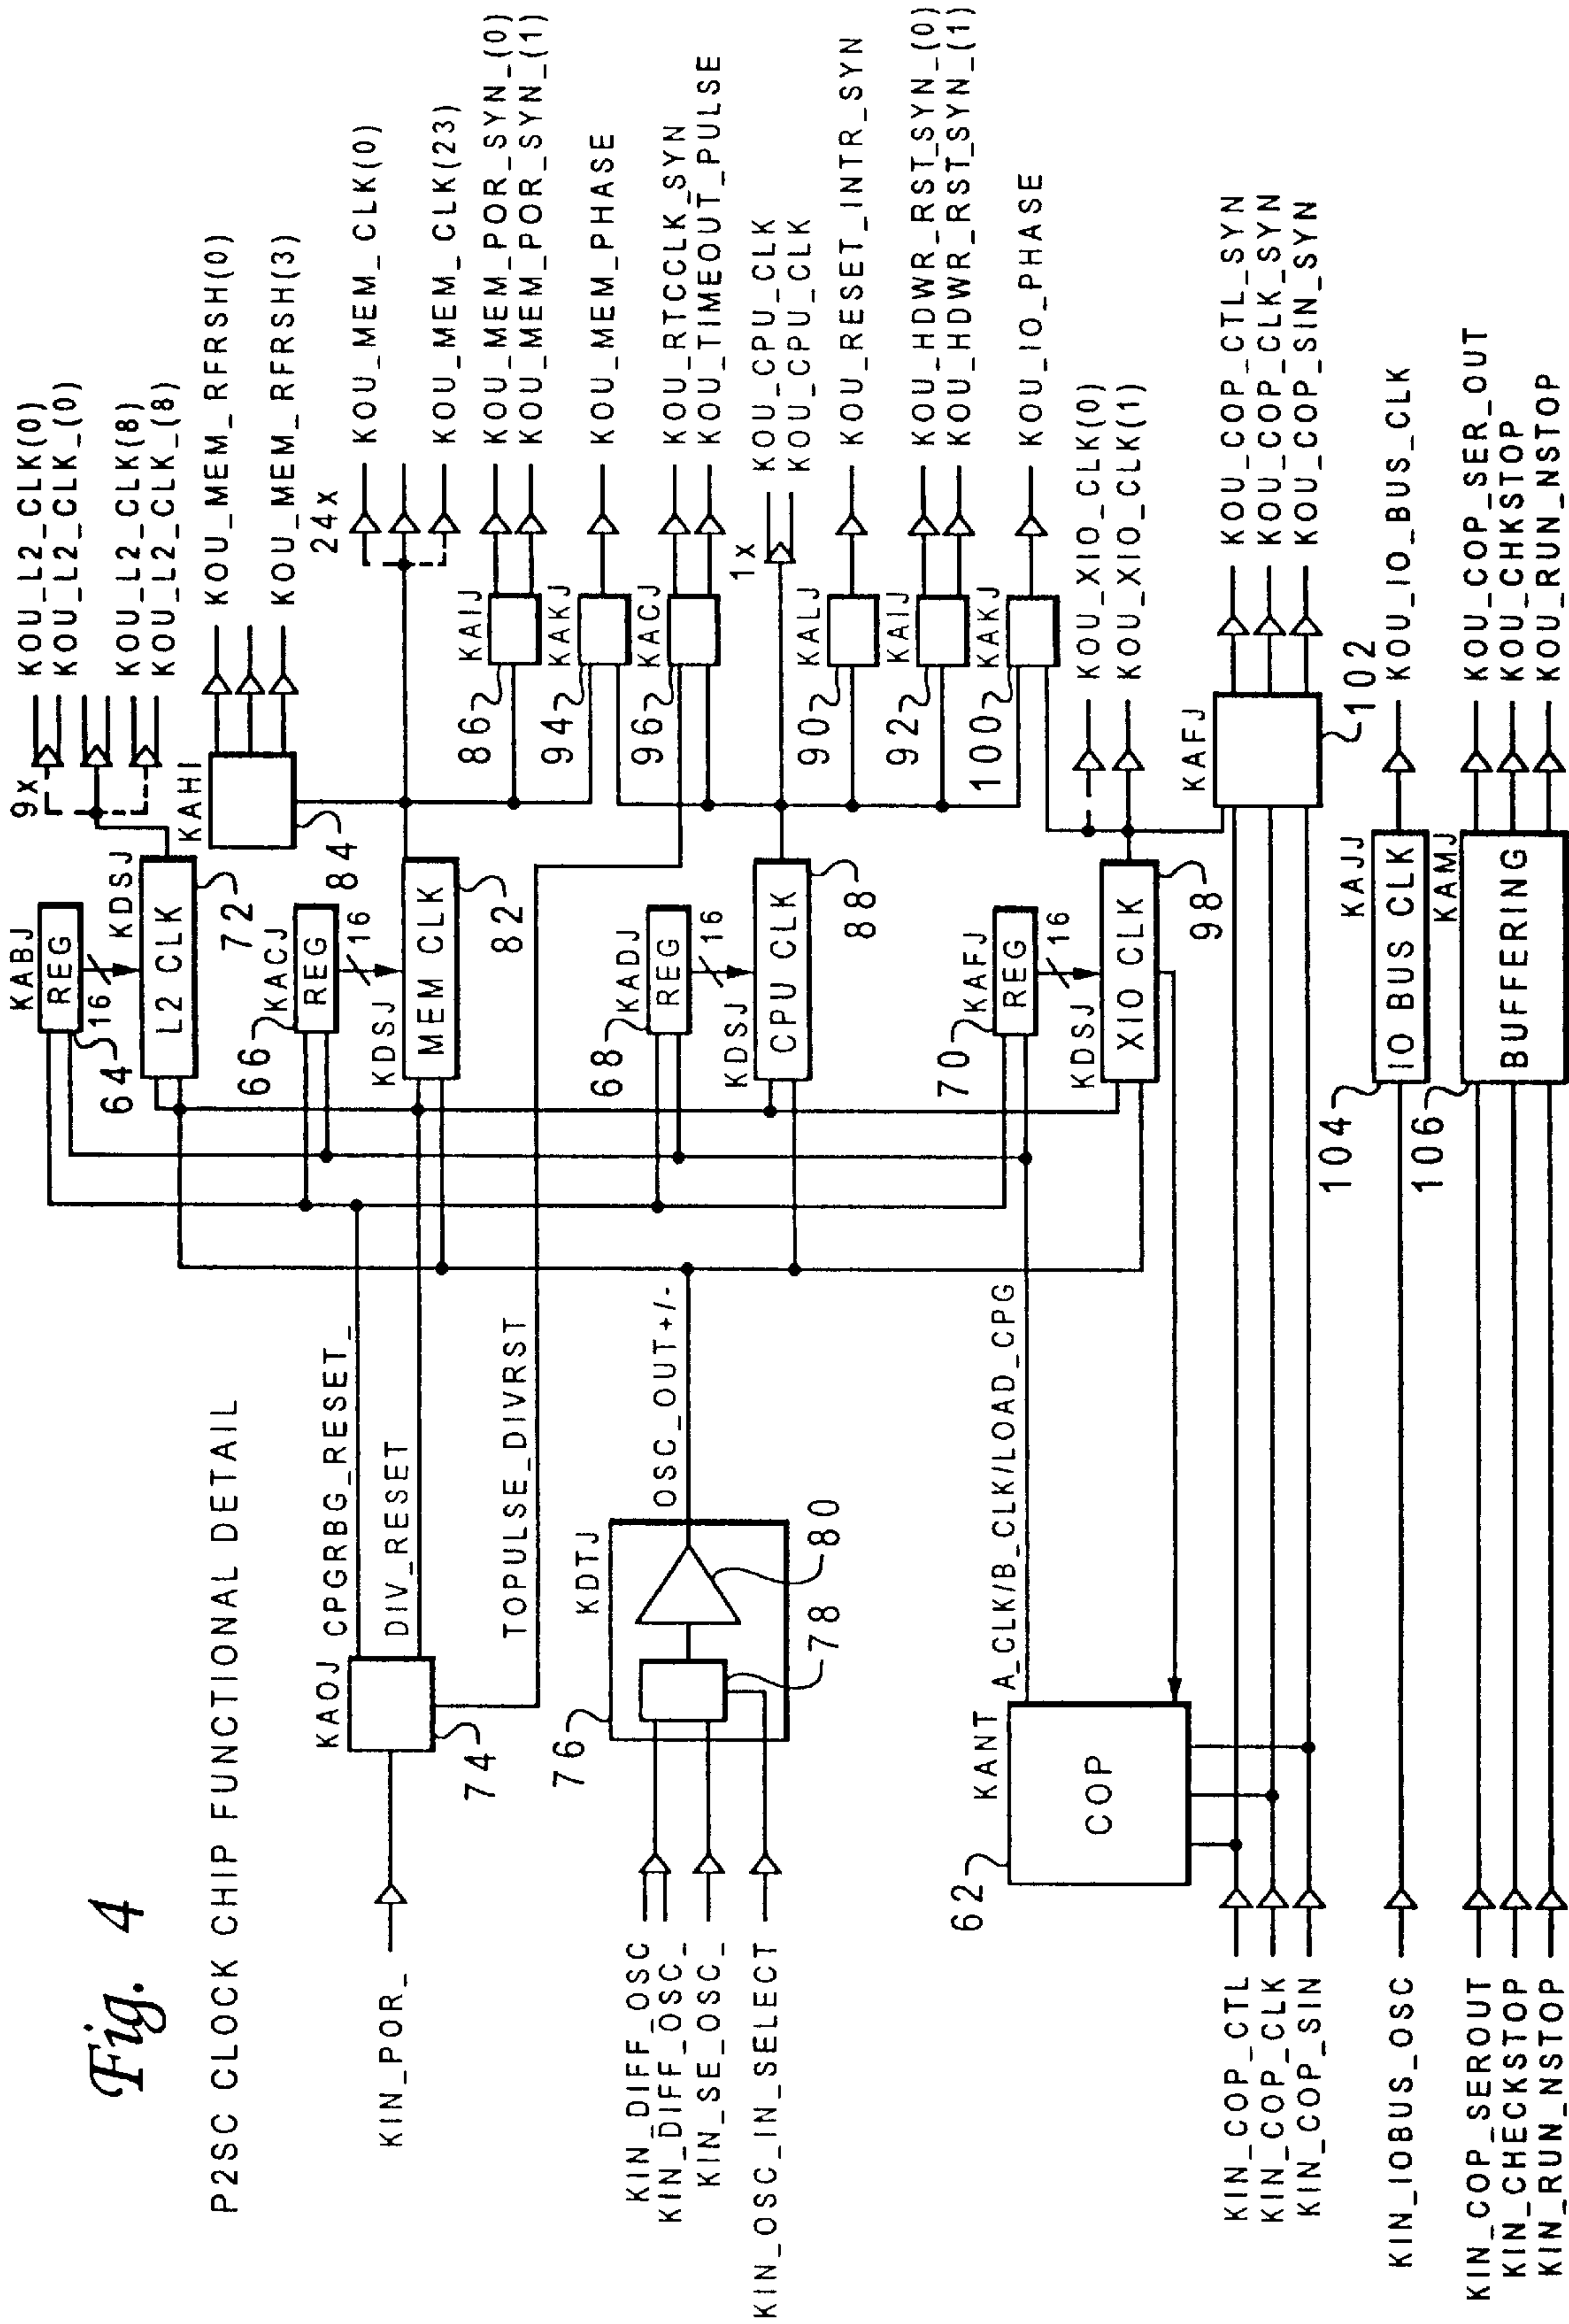 Fig. 4
P2SC CLOCK CHIP FUNCTIONAL DETAIL
KIN_POR_
KAOJ
74
CPGRBG_RESET_
DIV_RESET
TOPULSE_DIVRST
KIN_DIFF_OSC
KIN_DIFF_OSC_
KIN_SE_OSC_
KIN_OSC_IN_SELECT
76
KDTJ
78
80
OSC_OUT+/-
62
KANT
COP
A_CLK/B_CLK/LOAD_CPG
KIN_COP_CTL
KIN_COP_CLK
KIN_COP_SIN
KIN_IOBUS_OSC
KIN_COP_SEROUT
KIN_CHECKSTOP
KIN_RUN_NSTOP
KABJ
REG
16
64
KDSJ
L2 CLK
72
66
KACJ
REG
16
KDSJ
MEM CLK
82
68
KADJ
REG
16
KDSJ
CPU CLK
88
70
KAFJ
REG
16
KDSJ
XIO CLK
98
104
KAJJ
IO BUS CLK
106
KAMJ
BUFFERING
9X
KAHI
84
86
KAIJ
94
KAKJ
96
KACJ
90
KALJ
92
KAIJ
100
KAKJ
KAFJ
102
24X
1X
KOU_L2_CLK(0)
KOU_L2_CLK_(0)
KOU_L2_CLK(8)
KOU_L2_CLK_(8)
KOU_MEM_RFRSH(0)
KOU_MEM_RFRSH(3)
KOU_MEM_CLK(0)
KOU_MEM_CLK(23)
KOU_MEM_POR_SYN_(0)
KOU_MEM_POR_SYN_(1)
KOU_MEM_PHASE
KOU_RTCCLK_SYN
KOU_TIMEOUT_PULSE
KOU_CPU_CLK
KOU_CPU_CLK
KOU_RESET_INTR_SYN
KOU_HDWR_RST_SYN_(0)
KOU_HDWR_RST_SYN_(1)
KOU_IO_PHASE
KOU_XIO_CLK(0)
KOU_XIO_CLK(1)
KOU_COP_CTL_SYN
KOU_COP_CLK_SYN
KOU_COP_SIN_SYN
KOU_IO_BUS_CLK
KOU_COP_SER_OUT
KOU_CHKSTOP
KOU_RUN_NSTOP